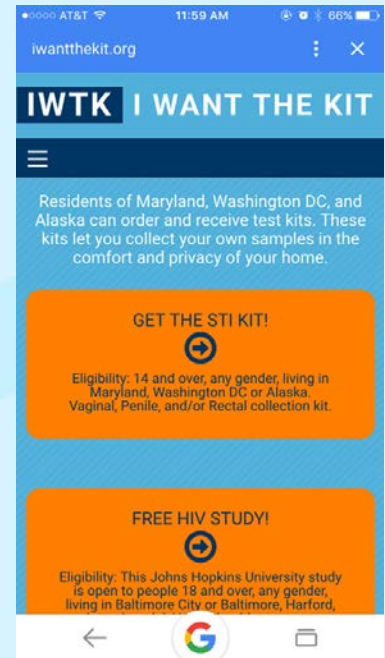 AT&T 11:59 AM 66%
iwantthekit.org
IWTK I WANT THE KIT
Residents of Maryland, Washington DC, and
Alaska can order and receive test kits. These
kits let you collect your own samples in the
comfort and privacy of your home.
GET THE STI KIT!
Eligibility: 14 and over, any gender, living in
Maryland, Washington DC or Alaska.
Vaginal, Penile, and/or Rectal collection kit.
FREE HIV STUDY!
Eligibility: This Johns Hopkins University study
is open to people 18 and over, any gender,
living in Baltimore City or Baltimore, Harford,
G